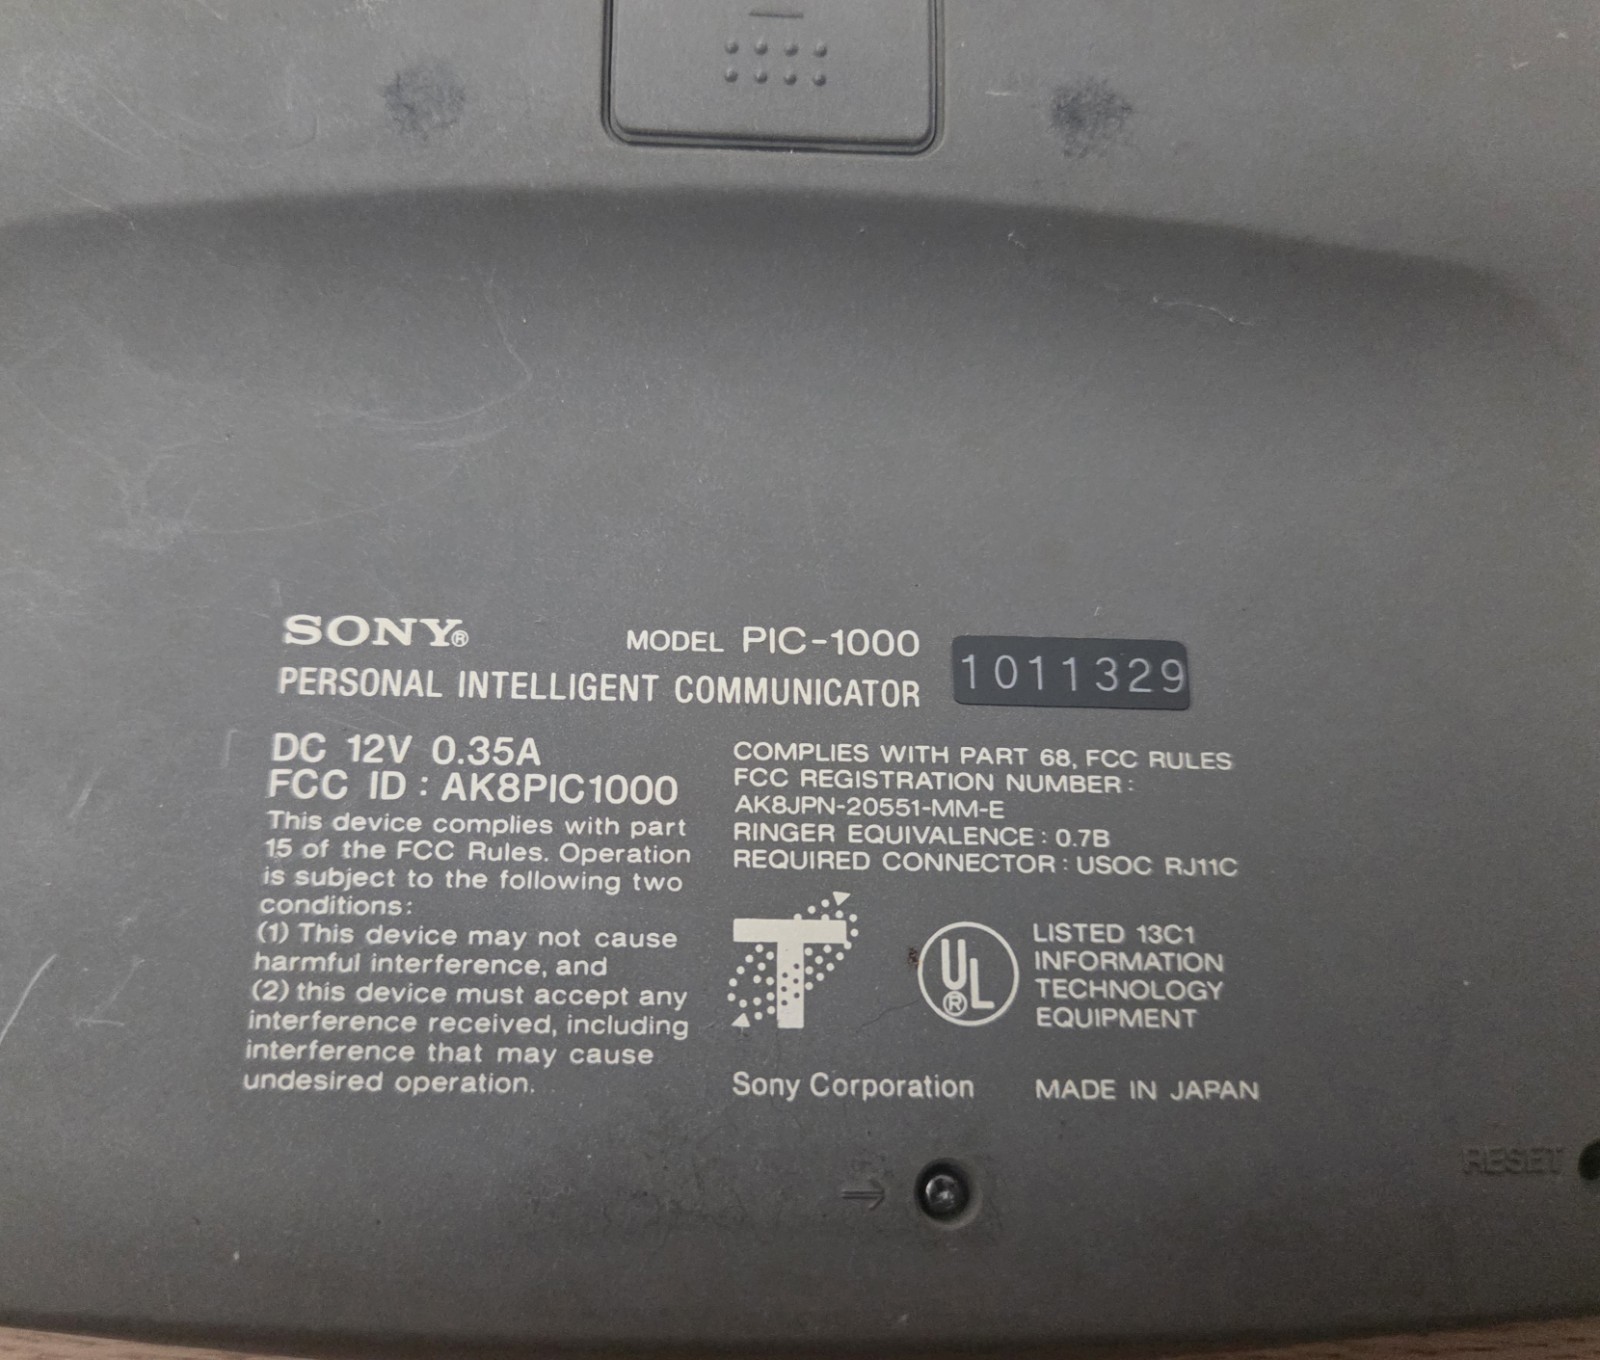 SONY®
MODEL PIC-1000
PERSONAL INTELLIGENT COMMUNICATOR
1011329
DC 12V 0.35A
FCC ID : AK8PIC1000
This device complies with part
15 of the FCC Rules. Operation
is subject to the following two
conditions:
(1) This device may not cause
harmful interference, and
(2) this device must accept any
interference received, including
interference that may cause
undesired operation.
COMPLIES WITH PART 68, FCC RULES
FCC REGISTRATION NUMBER :
AK8JPN-20551-MM-E
RINGER EQUIVALENCE : 0.7B
REQUIRED CONNECTOR : USOC RJ11C
T
UL®
LISTED 13C1
INFORMATION
TECHNOLOGY
EQUIPMENT
Sony Corporation
MADE IN JAPAN
RESET